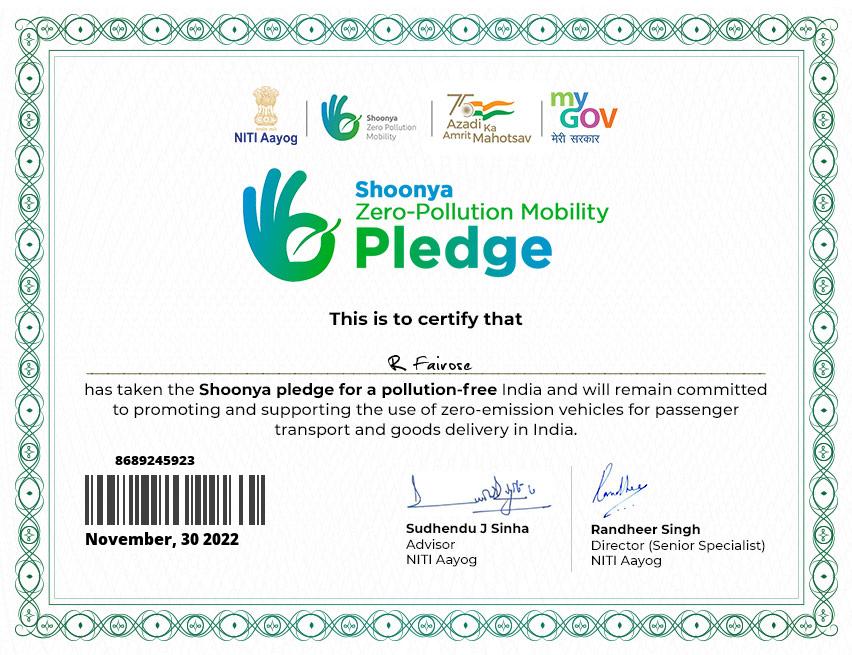 NITI Aayog
Shoonya
Zero Pollution
Mobility
75
Azadi Ka
Amrit Mahotsav
my
GOV
मेरी सरकार
Shoonya
Zero-Pollution Mobility
Pledge
This is to certify that
R Fairose
has taken the Shoonya pledge for a pollution-free India and will remain committed
to promoting and supporting the use of zero-emission vehicles for passenger
transport and goods delivery in India.
8689245923
November, 30 2022
Sudhendu J Sinha
Advisor
NITI Aayog
Randheer Singh
Director (Senior Specialist)
NITI Aayog